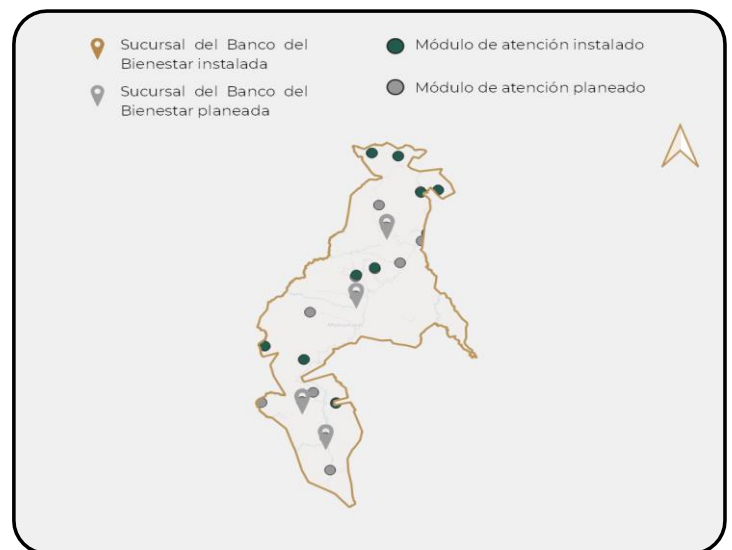 Sucursal del Banco del
Bienestar instalada
Sucursal del Banco del
Bienestar planeada
Módulo de atención instalado
Módulo de atención planeado